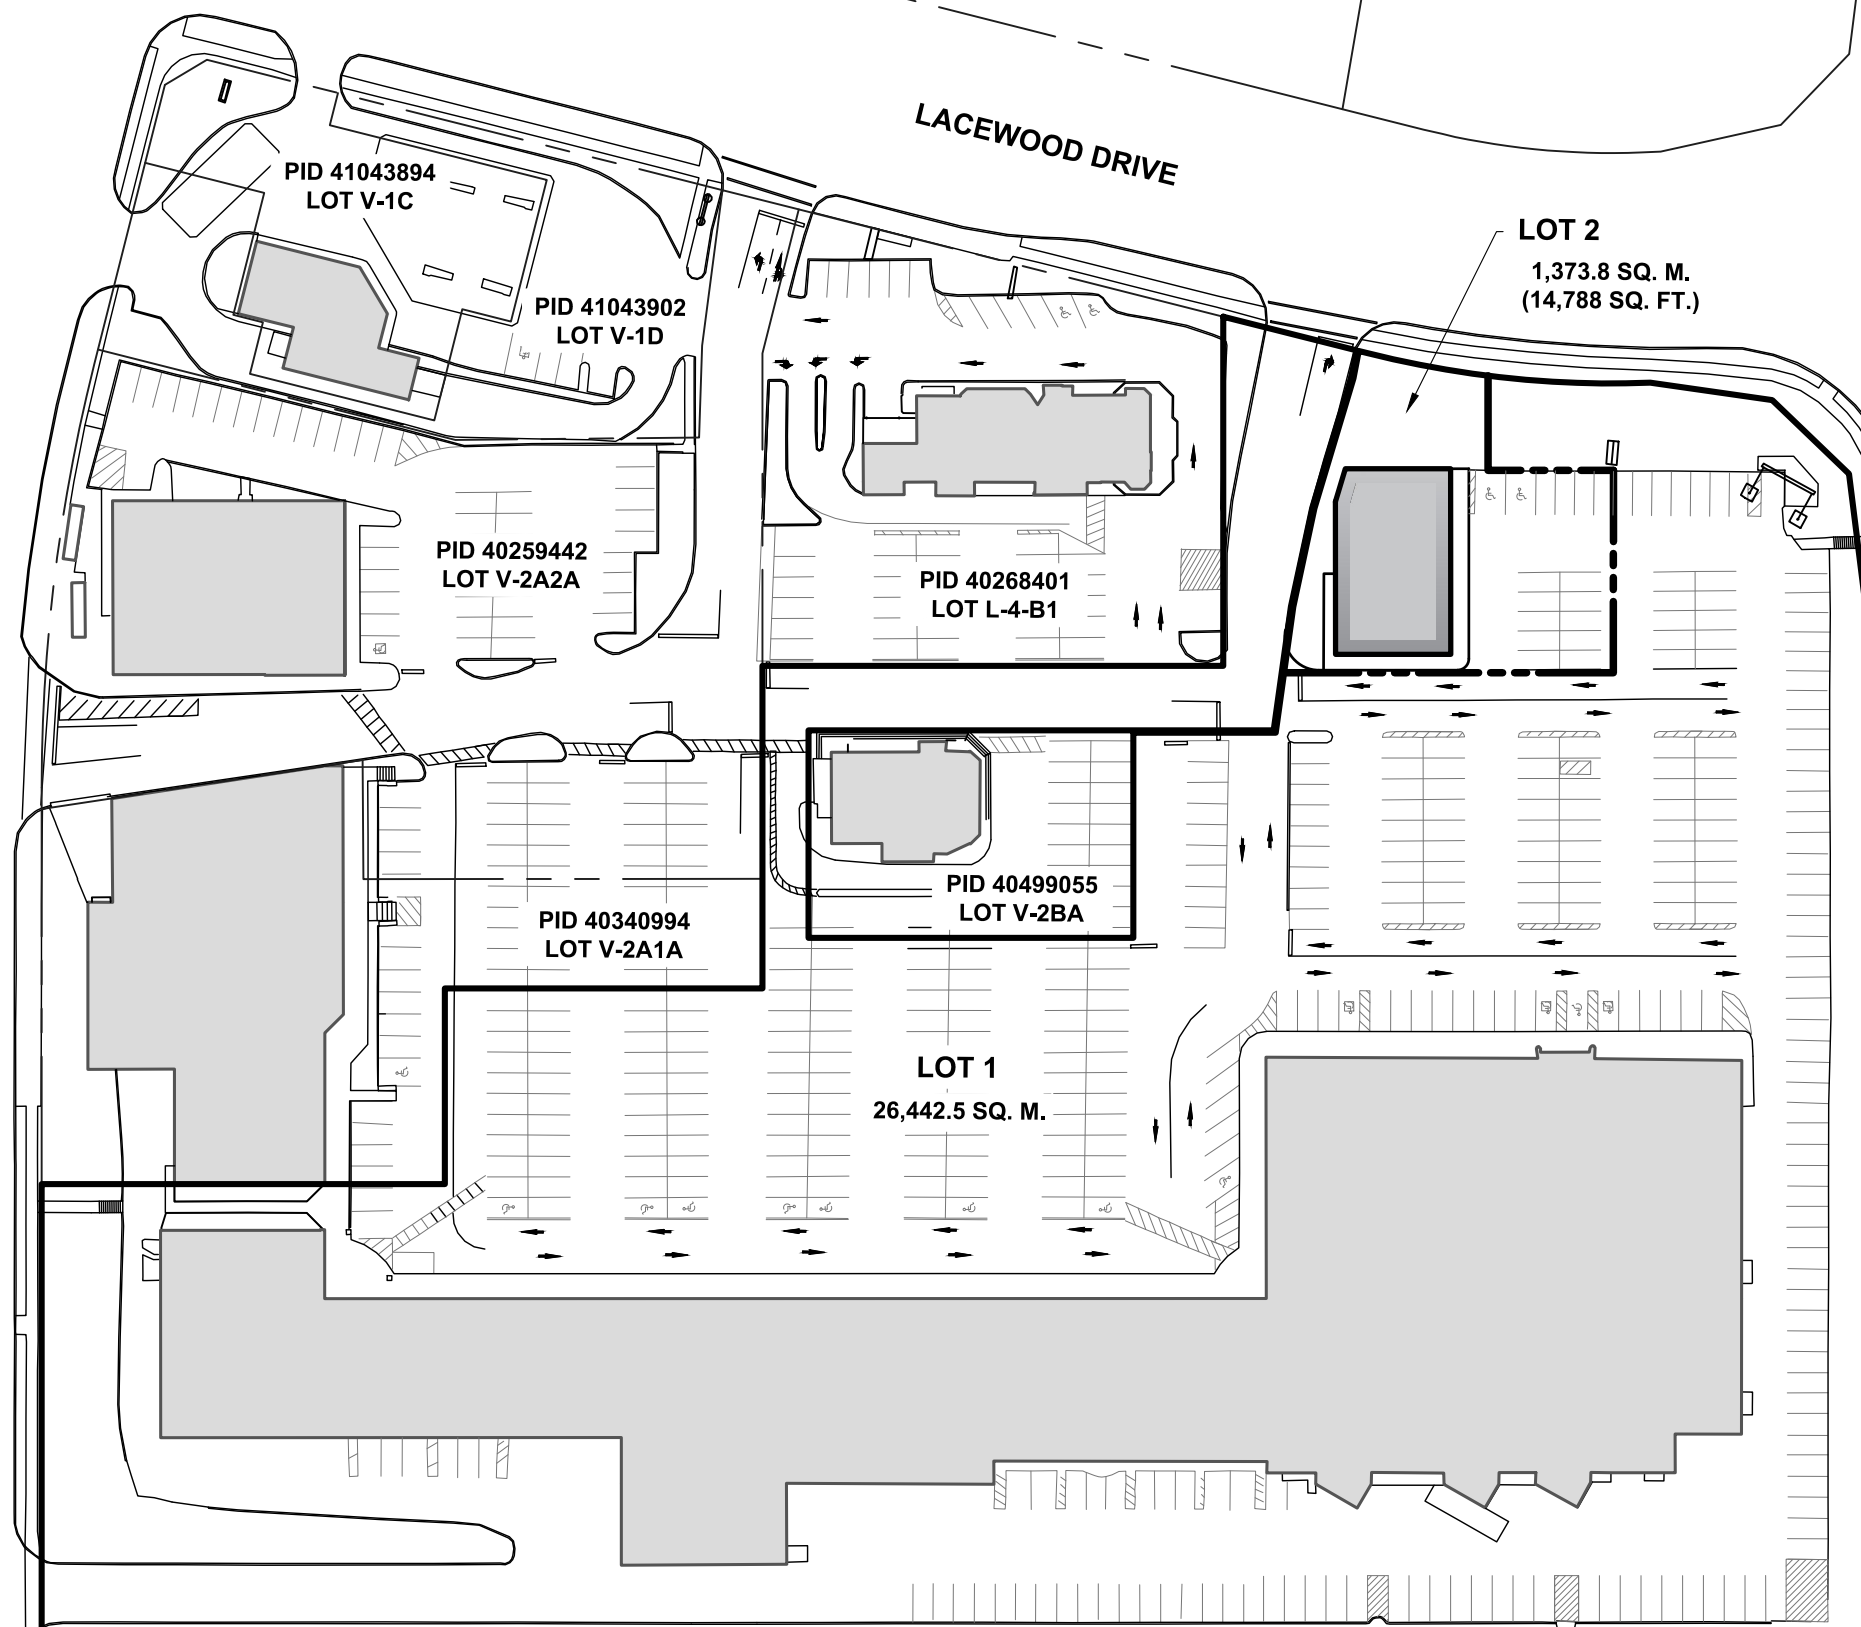 LACEWOOD DRIVE
PID 41043894
LOT V-1C
LOT 2
1,373.8 SQ. M.
(14,788 SQ. FT.)
PID 41043902
LOT V-1D
PID 40259442
LOT V-2A2A
PID 40268401
LOT L-4-B1
PID 40499055
LOT V-2BA
PID 40340994
LOT V-2A1A
LOT 1
26,442.5 SQ. M.